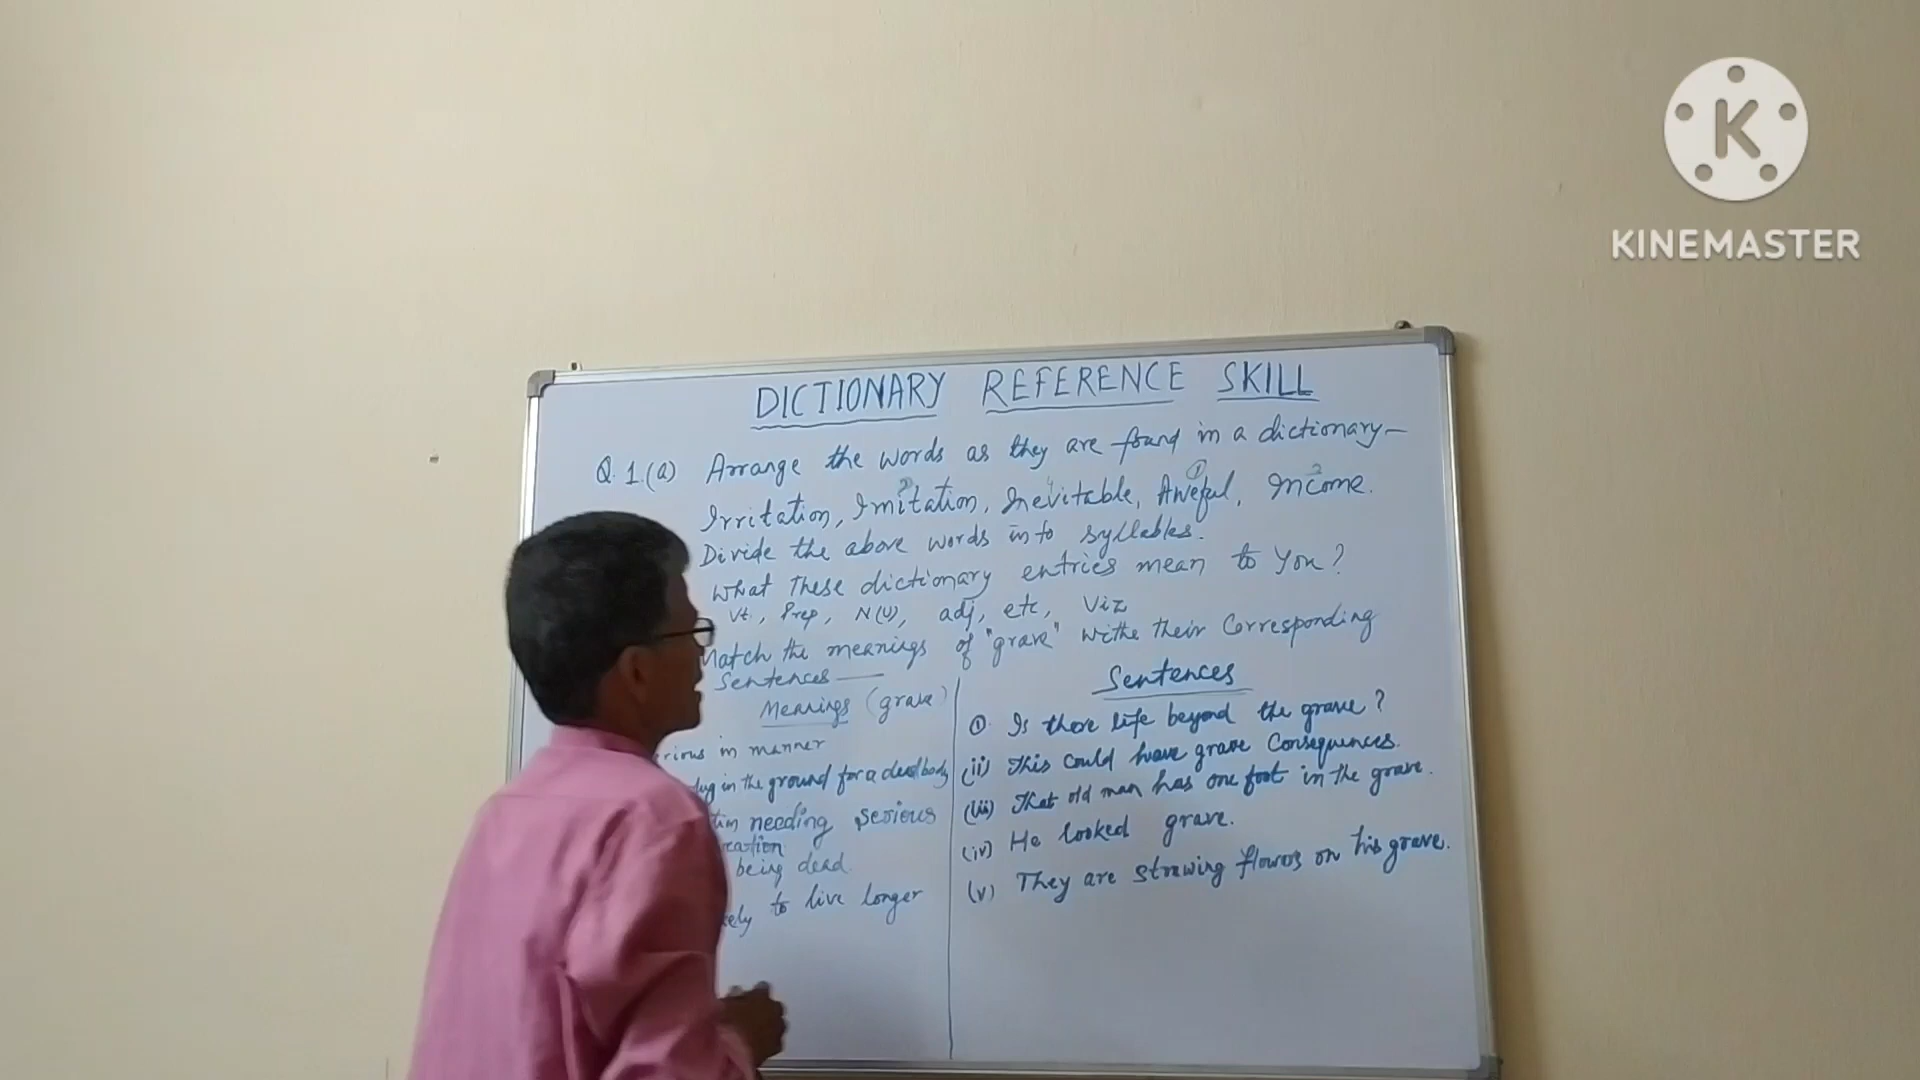 K
KINEMASTER
DICTIONARY REFERENCE SKILL
Q.1.(a) Arrange the words as they are found in a dictionary—
Irritation, Imitation, Inevitable, Aweful, Income.
Divide the above words into syllables.
What these dictionary entries mean to You?
Vt., Prep, N(U), adj, etc, Viz
Match the meanings of "grave" withe their Corresponding
Sentences —
Meanings (grave)
in manner
in the ground for a dead body
needing serious
being dead.
to live longer
Sentences
① Is there life beyond the grave?
(ii) This could have grave Consequences.
(iii) That old man has one foot in the grave.
(iv) He looked grave.
(v) They are strewing flowers on his grave.